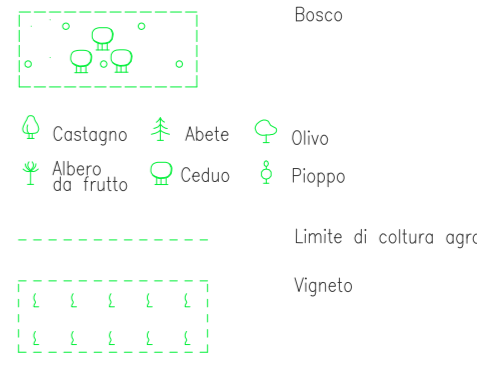 Bosco
Castagno
Abete
Olivo
Albero
da frutto
Ceduo
Pioppo
Limite di coltura
Vigneto